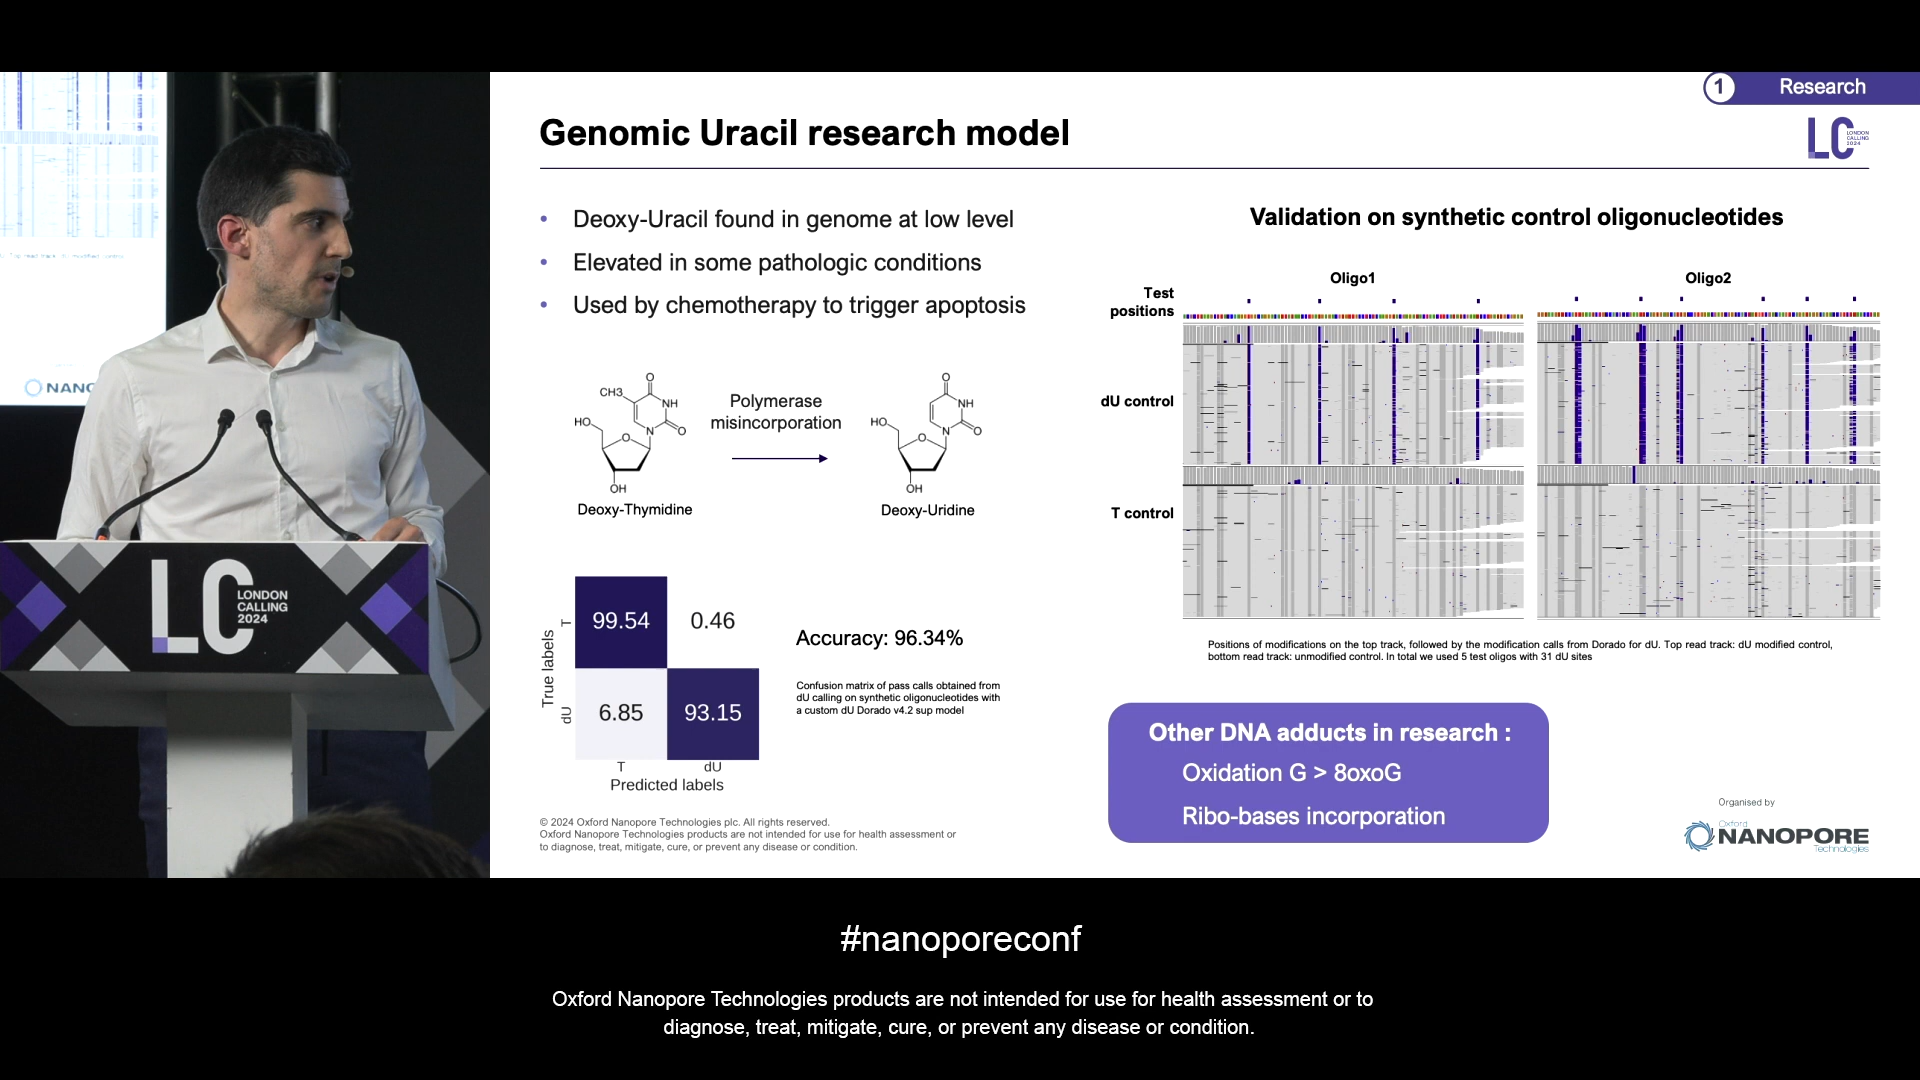 1
Research
Genomic Uracil research model
LC
LONDON
CALLING
2024
• Deoxy-Uracil found in genome at low level
• Elevated in some pathologic conditions
• Used by chemotherapy to trigger apoptosis
CH3
O
NH
HO
N
O
O
OH
Deoxy-Thymidine
Polymerase
misincorporation
O
NH
HO
N
O
O
OH
Deoxy-Uridine
True labels
T
dU
99.54
0.46
6.85
93.15
T
dU
Predicted labels
Accuracy: 96.34%
Confusion matrix of pass calls obtained from
dU calling on synthetic oligonucleotides with
a custom dU Dorado v4.2 sup model
© 2024 Oxford Nanopore Technologies plc. All rights reserved.
Oxford Nanopore Technologies products are not intended for use for health assessment or
to diagnose, treat, mitigate, cure, or prevent any disease or condition.
Validation on synthetic control oligonucleotides
Oligo1
Oligo2
Test
positions
dU control
T control
Positions of modifications on the top track, followed by the modification calls from Dorado for dU. Top read track: dU modified control,
bottom read track: unmodified control. In total we used 5 test oligos with 31 dU sites
Other DNA adducts in research :
Oxidation G > 8oxoG
Ribo-bases incorporation
Organised by
Oxford
NANOPORE
Technologies
NANO
LC
LONDON
CALLING
2024
#nanoporeconf
Oxford Nanopore Technologies products are not intended for use for health assessment or to
diagnose, treat, mitigate, cure, or prevent any disease or condition.